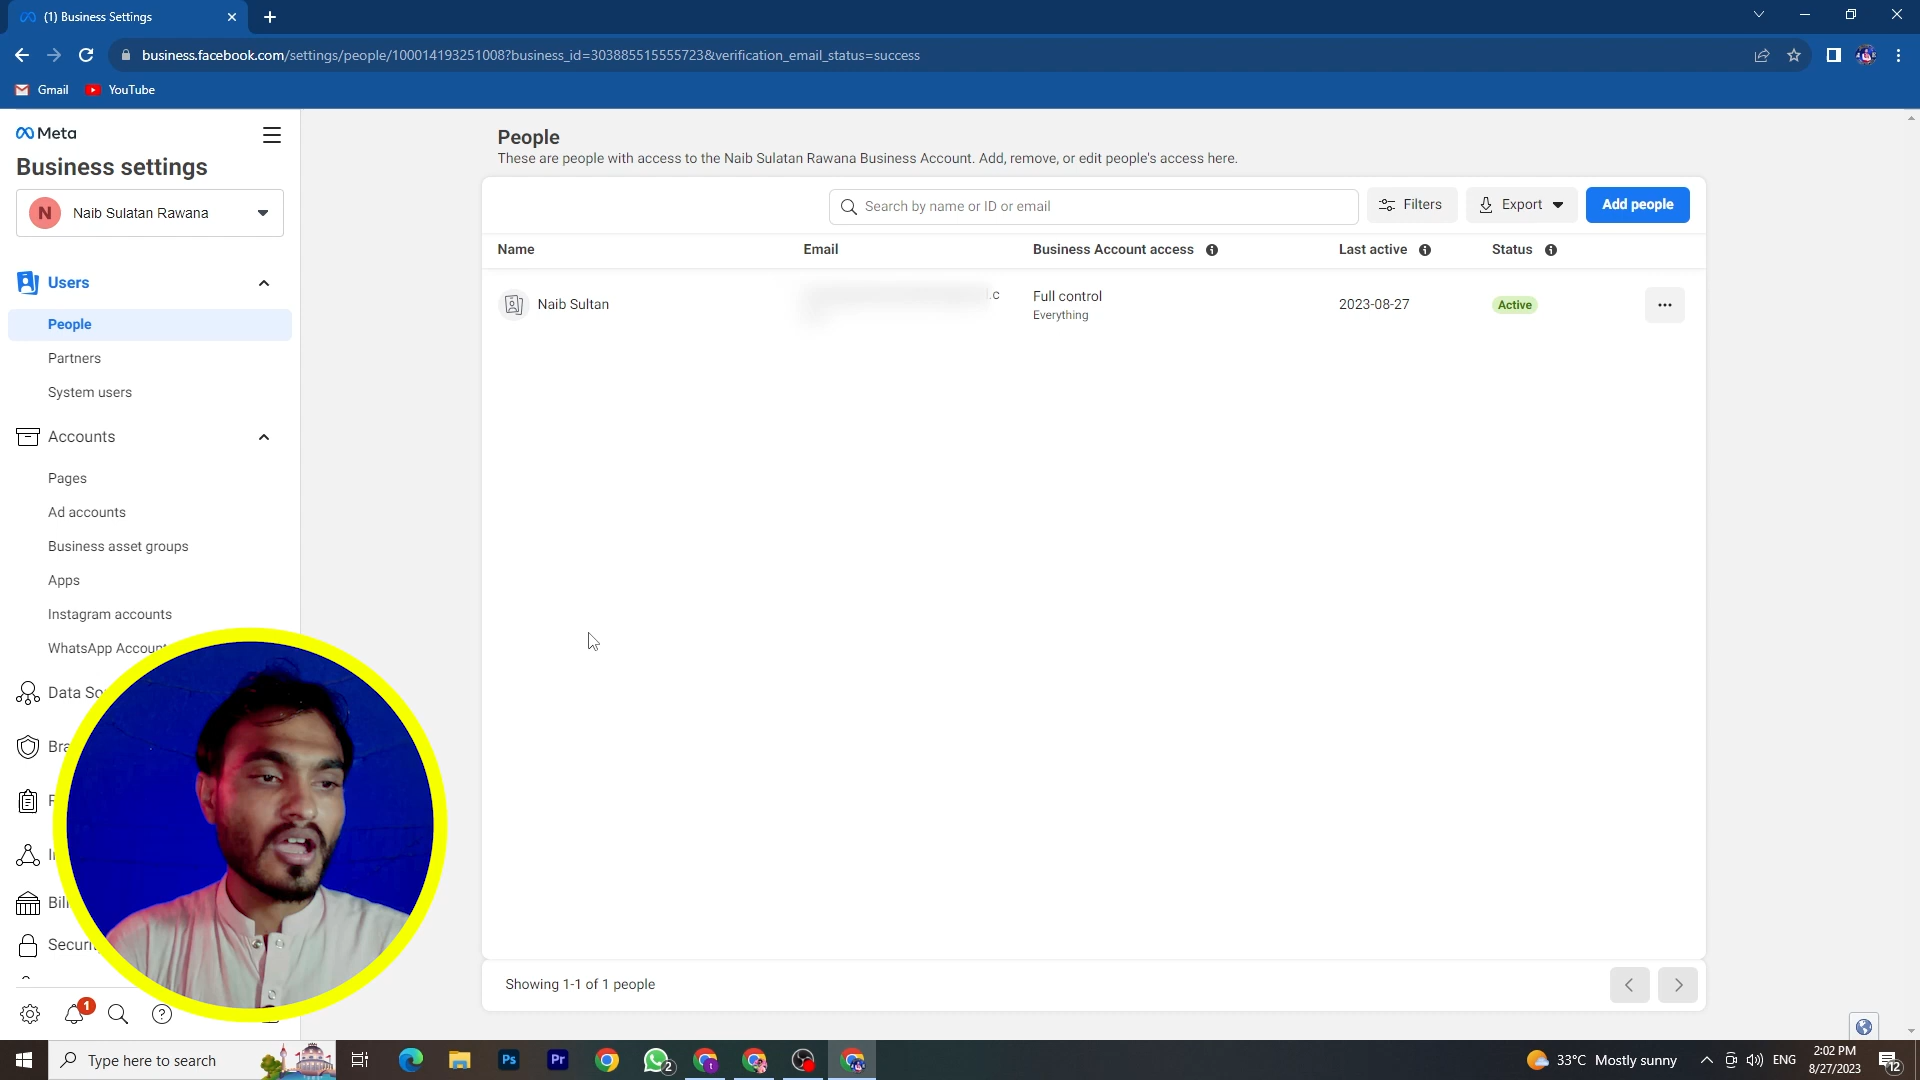 (1) Business Settings
business.facebook.com/settings/people/100014193251008?business_id=303885515555723&verification_email_status=success
Gmail
YouTube
Meta
Business settings
N
Naib Sulatan Rawana
Users
People
Partners
System users
Accounts
Pages
Ad accounts
Business asset groups
Apps
Instagram accounts
WhatsApp Account
Data
1
People
These are people with access to the Naib Sulatan Rawana Business Account. Add, remove, or edit people's access here.
Search by name or ID or email
Filters
Export
Add people
Name
Email
Business Account access
Last active
Status
Naib Sultan
.c
Full control
Everything
2023-08-27
Active
Showing 1-1 of 1 people
Type here to search
Ps
Pr
2
33°C Mostly sunny
ENG
2:02 PM
8/27/2023
12